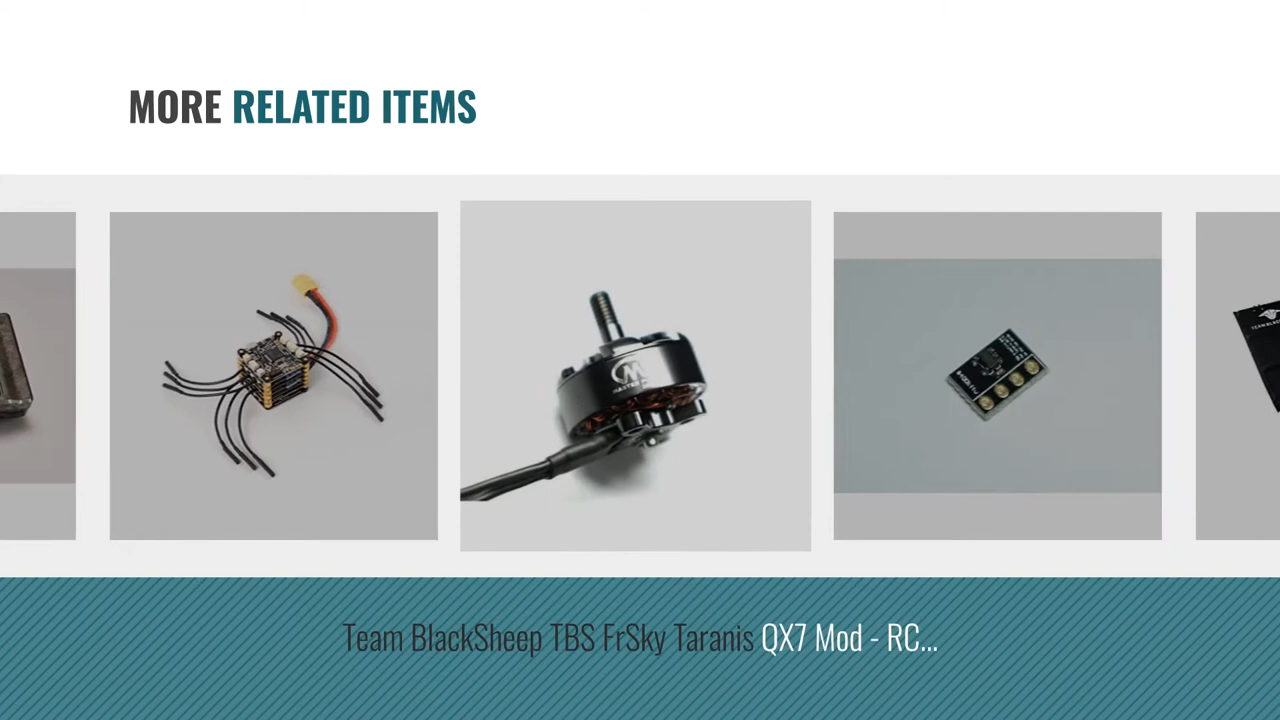 MORE RELATED ITEMS
Team BlackSheep TBS FrSky Taranis QX7 Mod - RC...